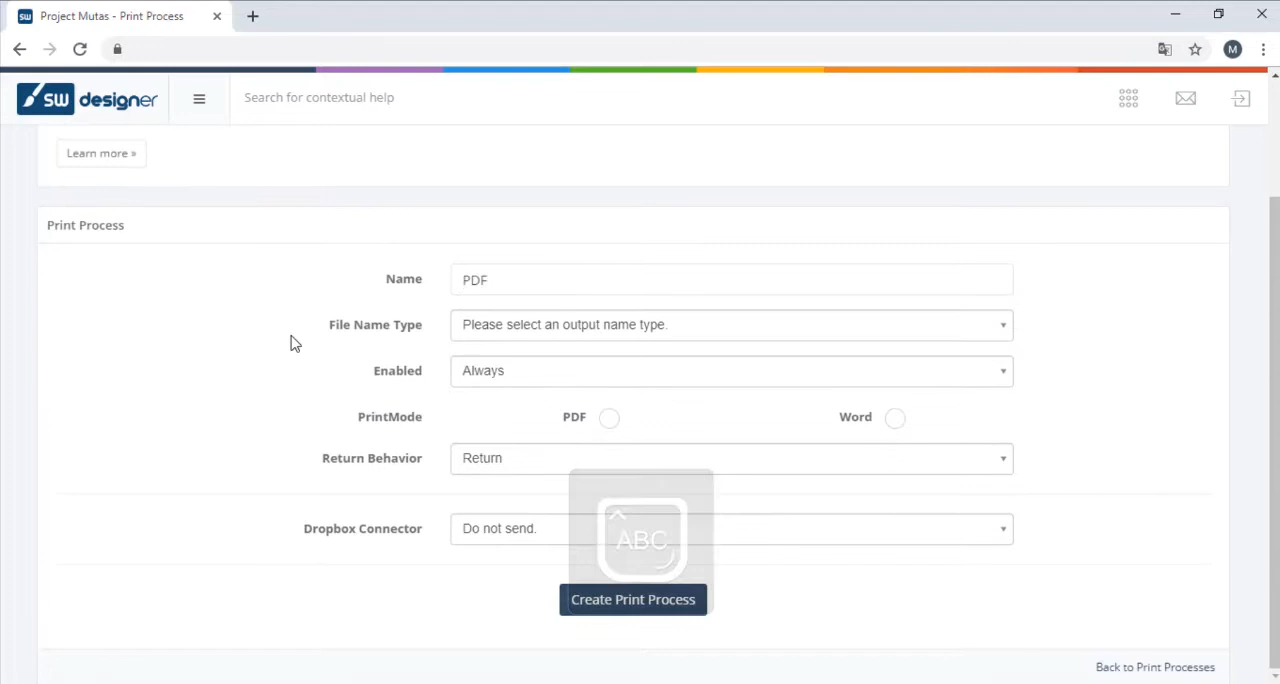 Project Mutas - Print Process
M
sw designer
Search for contextual help
Learn more »
Print Process
Name
PDF
File Name Type
Please select an output name type.
Enabled
Always
PrintMode
PDF
Word
Return Behavior
Return
Dropbox Connector
Do not send.
ABC
Create Print Process
Back to Print Processes